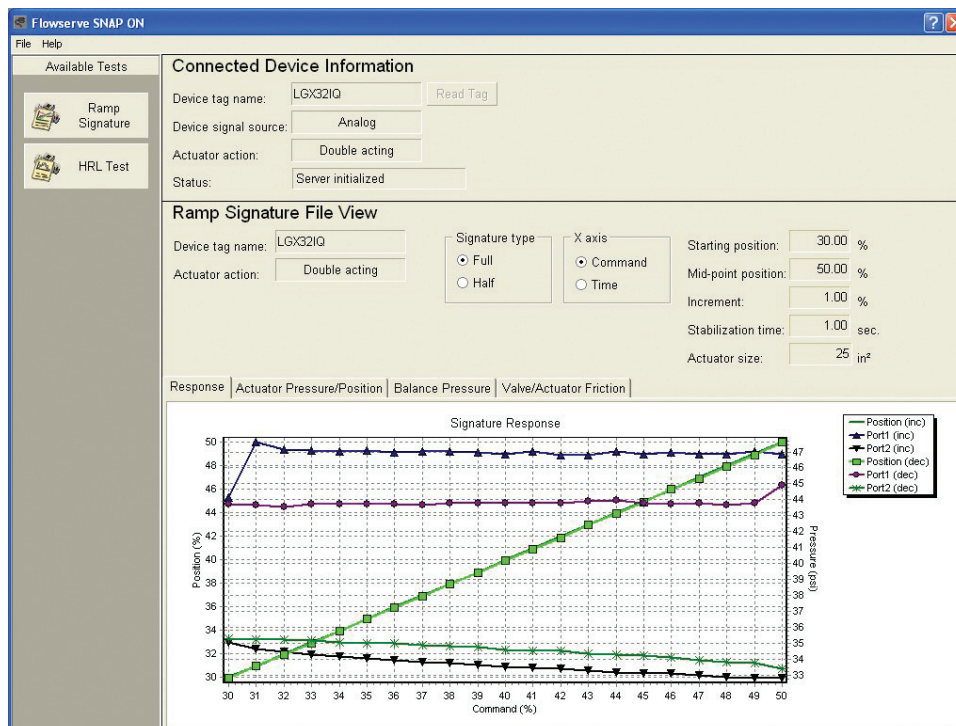 Flowserve SNAP ON
File Help
Available Tests
Ramp Signature
HRL Test
Connected Device Information
Device tag name: LGX32IQ Read Tag
Device signal source: Analog
Actuator action: Double acting
Status: Server initialized
Ramp Signature File View
Device tag name: LGX32IQ
Actuator action: Double acting
Signature type
Full
Half
X axis
Command
Time
Starting position: 30.00 %
Mid-point position: 50.00 %
Increment: 1.00 %
Stabilization time: 1.00 sec.
Actuator size: 25 in²
Response Actuator Pressure/Position Balance Pressure Valve/Actuator Friction
Signature Response
Position (%)
50
48
46
44
42
40
38
36
34
32
30
47
46
45
44
43
42
41
40
39
38
37
36
35
34
33
Pressure (psi)
30 31 32 33 34 35 36 37 38 39 40 41 42 43 44 45 46 47 48 49 50
Command (%)
Position (inc)
Port1 (inc)
Port2 (inc)
Position (dec)
Port1 (dec)
Port2 (dec)